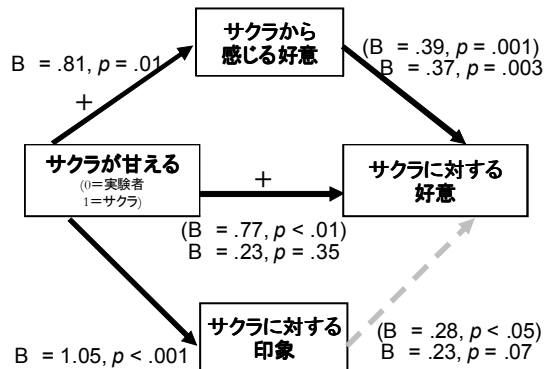 サクラから
感じる好意
B = .81, p = .01
(B = .39, p = .001)
B = .37, p = .003
+
サクラが甘える
(0=実験者
1=サクラ)
+
サクラに対する
好意
(B = .77, p < .01)
B = .23, p = .35
サクラに対する
印象
B = 1.05, p < .001
(B = .28, p < .05)
B = .23, p = .07